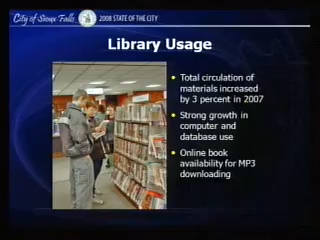 City of Sioux Falls 2008 STATE OF THE CITY
Library Usage
• Total circulation of
materials increased
by 3 percent in 2007
• Strong growth in
computer and
database use
• Online book
availability for MP3
downloading